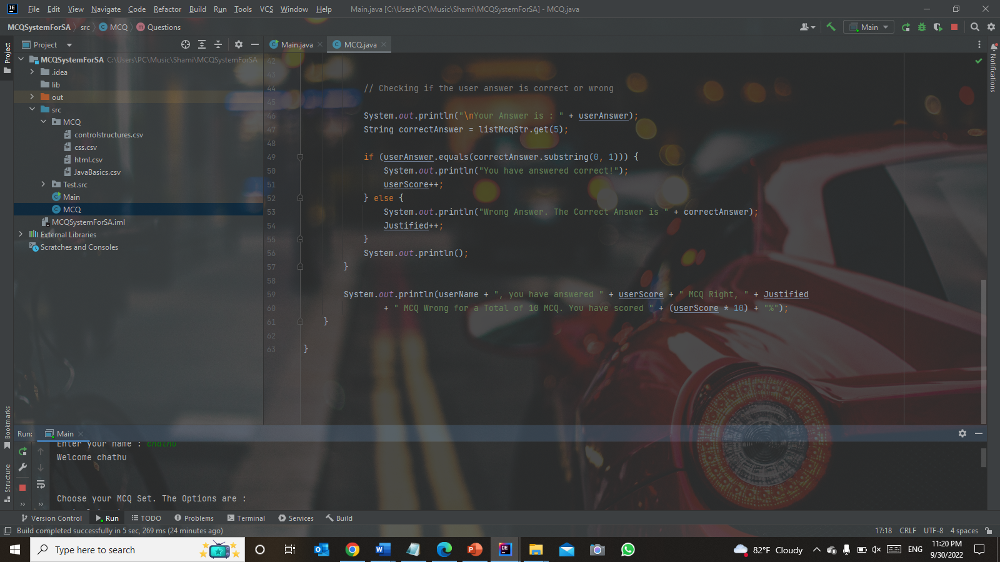 File Edit View Navigate Code Refactor Build Run Tools VCS Window Help Main.java [C:\Users\PC\Music\Shami\MCQSystemForSA] - MCQ.java
MCQSystemForSA src MCQ Questions Main
Project Main.java MCQ.java
Project
MCQSystemForSA C:\Users\PC\Music\Shami\MCQSystemForSA
.idea
lib
out
src
MCQ
controlstructures.csv
css.csv
html.csv
JavaBasics.csv
Test.src
Main
MCQ
MCQSystemForSA.iml
External Libraries
Scratches and Consoles
42
43
44 // Checking if the user answer is correct or wrong
45
46 System.out.println("\nYour Answer is : " + userAnswer);
47 String correctAnswer = listMcqStr.get(5);
48
49 if (userAnswer.equals(correctAnswer.substring(0, 1))) {
50 System.out.println("You have answered correct!");
51 userScore++;
52 } else {
53 System.out.println("Wrong Answer. The Correct Answer is " + correctAnswer);
54 Justified++;
55 }
56 System.out.println();
57 }
58
59 System.out.println(userName + ", you have answered " + userScore + " MCQ Right, " + Justified
60 + " MCQ Wrong for a Total of 10 MCQ. You have scored " + (userScore * 10) + "%");
61 }
62
63 }
Notifications
Bookmarks
Structure
Run: Main
Enter your name : chathu
Welcome chathu
Choose your MCQ Set. The Options are :
Version Control Run TODO Problems Terminal Services Build
Build completed successfully in 5 sec, 269 ms (24 minutes ago) 17:18 CRLF UTF-8 4 spaces
Type here to search 82°F Cloudy ENG 11:20 PM
9/30/2022